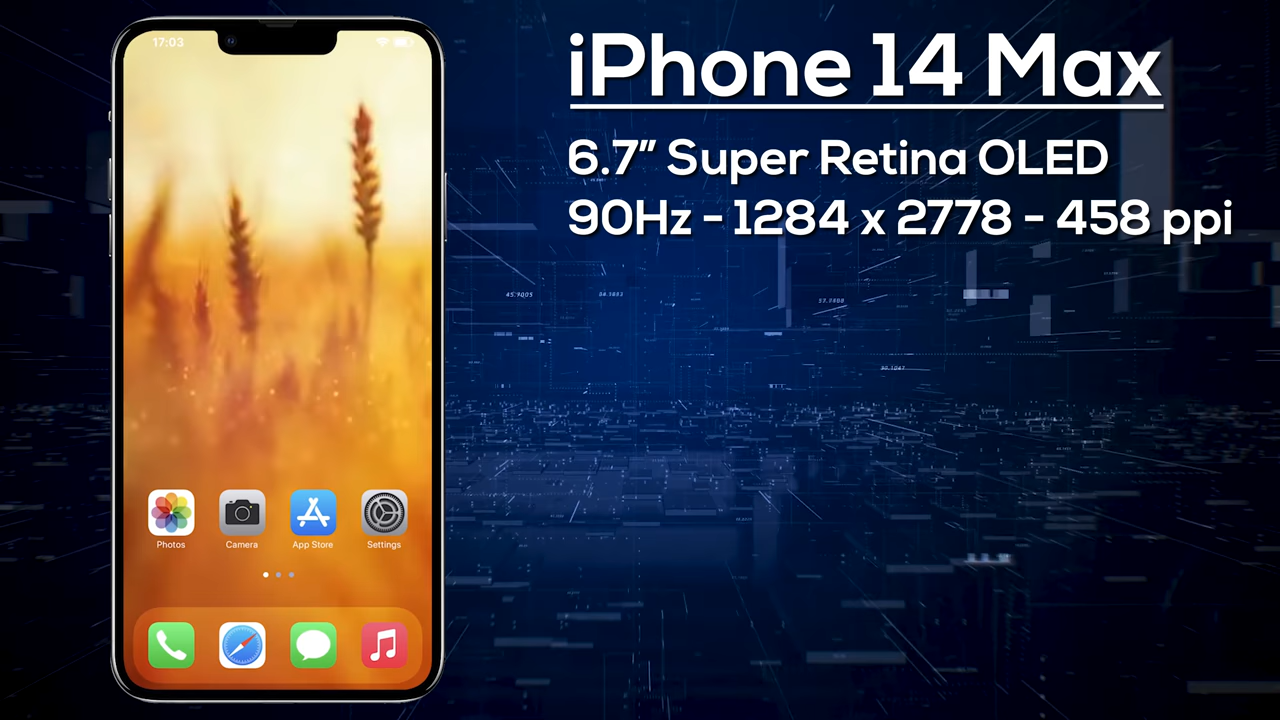 17:03
iPhone 14 Max
6.7” Super Retina OLED
90Hz - 1284 x 2778 - 458 ppi
Photos Camera App Store Settings